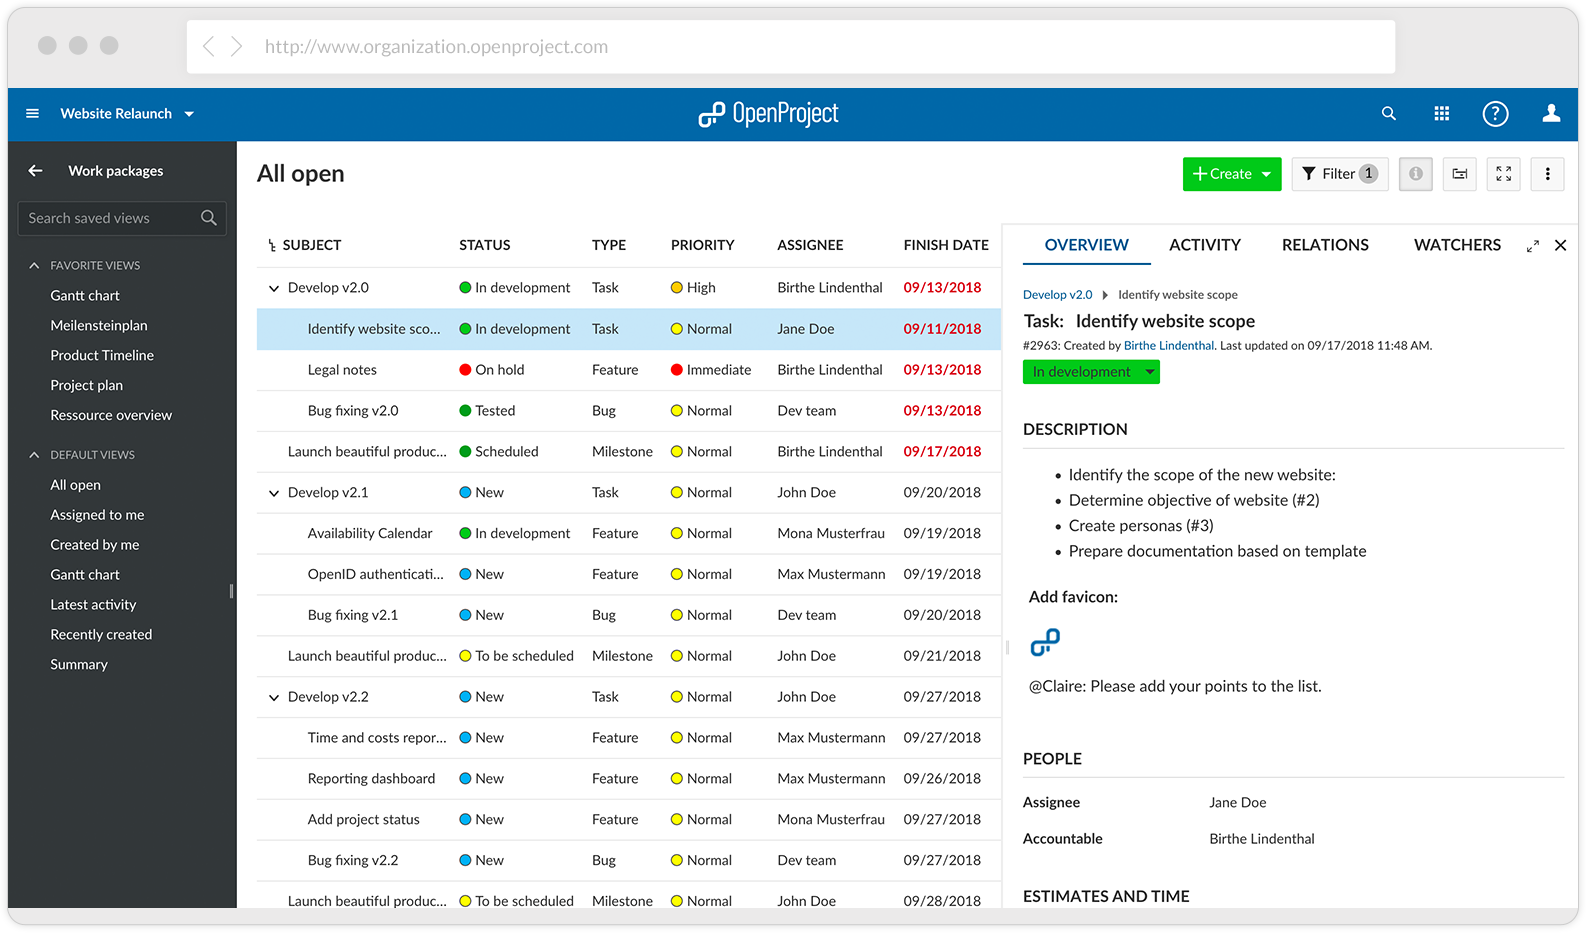 http://www.organization.openproject.com
Website Relaunch
OpenProject
?
Work packages
Search saved views
FAVORITE VIEWS
Gantt chart
Meilensteinplan
Product Timeline
Project plan
Ressource overview
DEFAULT VIEWS
All open
Assigned to me
Created by me
Gantt chart
Latest activity
Recently created
Summary
All open
+ Create
Filter 1
SUBJECT STATUS TYPE PRIORITY ASSIGNEE FINISH DATE
Develop v2.0 In development Task High Birthe Lindenthal 09/13/2018
Identify website sco... In development Task Normal Jane Doe 09/11/2018
Legal notes On hold Feature Immediate Birthe Lindenthal 09/13/2018
Bug fixing v2.0 Tested Bug Normal Dev team 09/13/2018
Launch beautiful produc... Scheduled Milestone Normal Birthe Lindenthal 09/17/2018
Develop v2.1 New Task Normal John Doe 09/20/2018
Availability Calendar In development Feature Normal Mona Musterfrau 09/19/2018
OpenID authenticati... New Feature Normal Max Mustermann 09/19/2018
Bug fixing v2.1 New Bug Normal Dev team 09/20/2018
Launch beautiful produc... To be scheduled Milestone Normal John Doe 09/21/2018
Develop v2.2 New Task Normal John Doe 09/27/2018
Time and costs repor... New Feature Normal Max Mustermann 09/27/2018
Reporting dashboard New Feature Normal Max Mustermann 09/26/2018
Add project status New Feature Normal Mona Musterfrau 09/27/2018
Bug fixing v2.2 New Bug Normal Dev team 09/27/2018
Launch beautiful produc... To be scheduled Milestone Normal John Doe 09/28/2018
OVERVIEW ACTIVITY RELATIONS WATCHERS
Develop v2.0 Identify website scope
Task: Identify website scope
#2963: Created by Birthe Lindenthal. Last updated on 09/17/2018 11:48 AM.
In development
DESCRIPTION
• Identify the scope of the new website:
• Determine objective of website (#2)
• Create personas (#3)
• Prepare documentation based on template
Add favicon:
@Claire: Please add your points to the list.
PEOPLE
Assignee Jane Doe
Accountable Birthe Lindenthal
ESTIMATES AND TIME